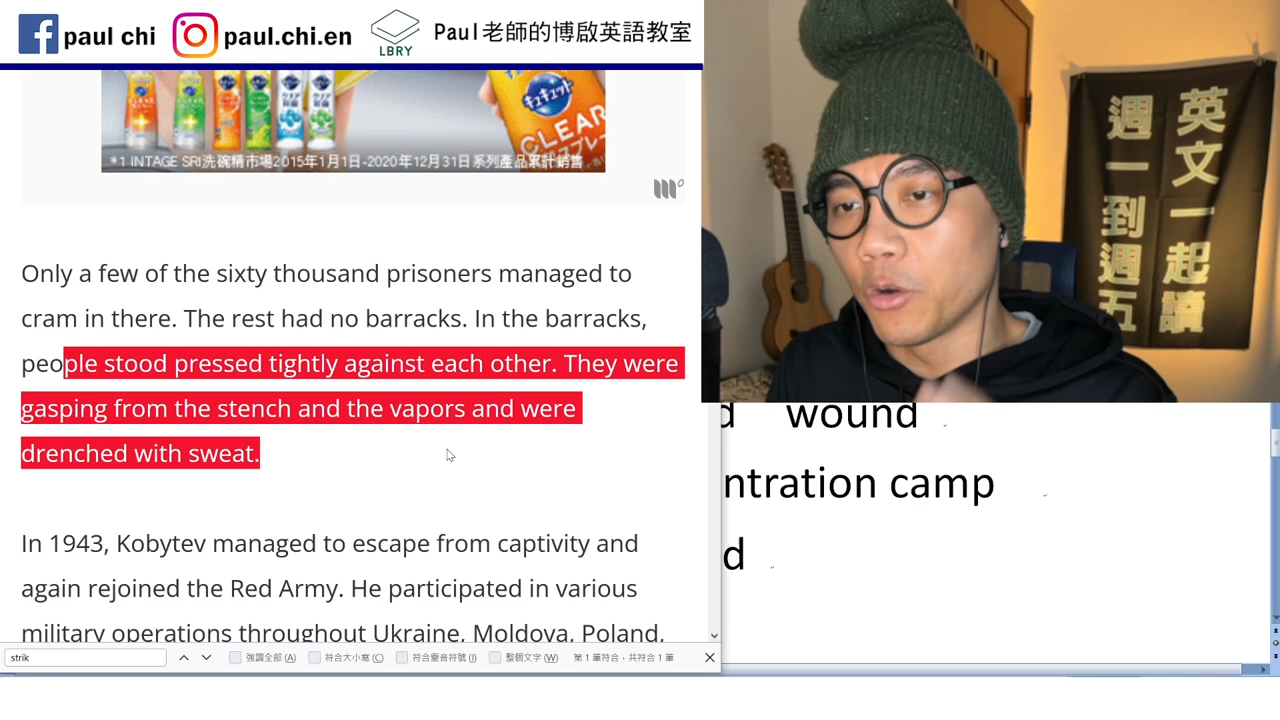 paul chi
paul.chi.en
LBRY
Paul老師的博啟英語教室
キュキュット
CLEAR
*1 INTAGE SRI洗碗精市場2015年1月1日-2020年12月31日系列產品累計銷售
Only a few of the sixty thousand prisoners managed to
cram in there. The rest had no barracks. In the barracks,
people stood pressed tightly against each other. They were
gasping from the stench and the vapors and were
drenched with sweat.
In 1943, Kobytev managed to escape from captivity and
again rejoined the Red Army. He participated in various
military operations throughout Ukraine, Moldova, Poland,
strik
強調全部 (A)
符合大小寫 (C)
符合變音符號 (I)
整個文字 (W)
第 1 筆符合，共符合 1 筆
英文一起讀
週一到週五
d wound
ntration camp
d